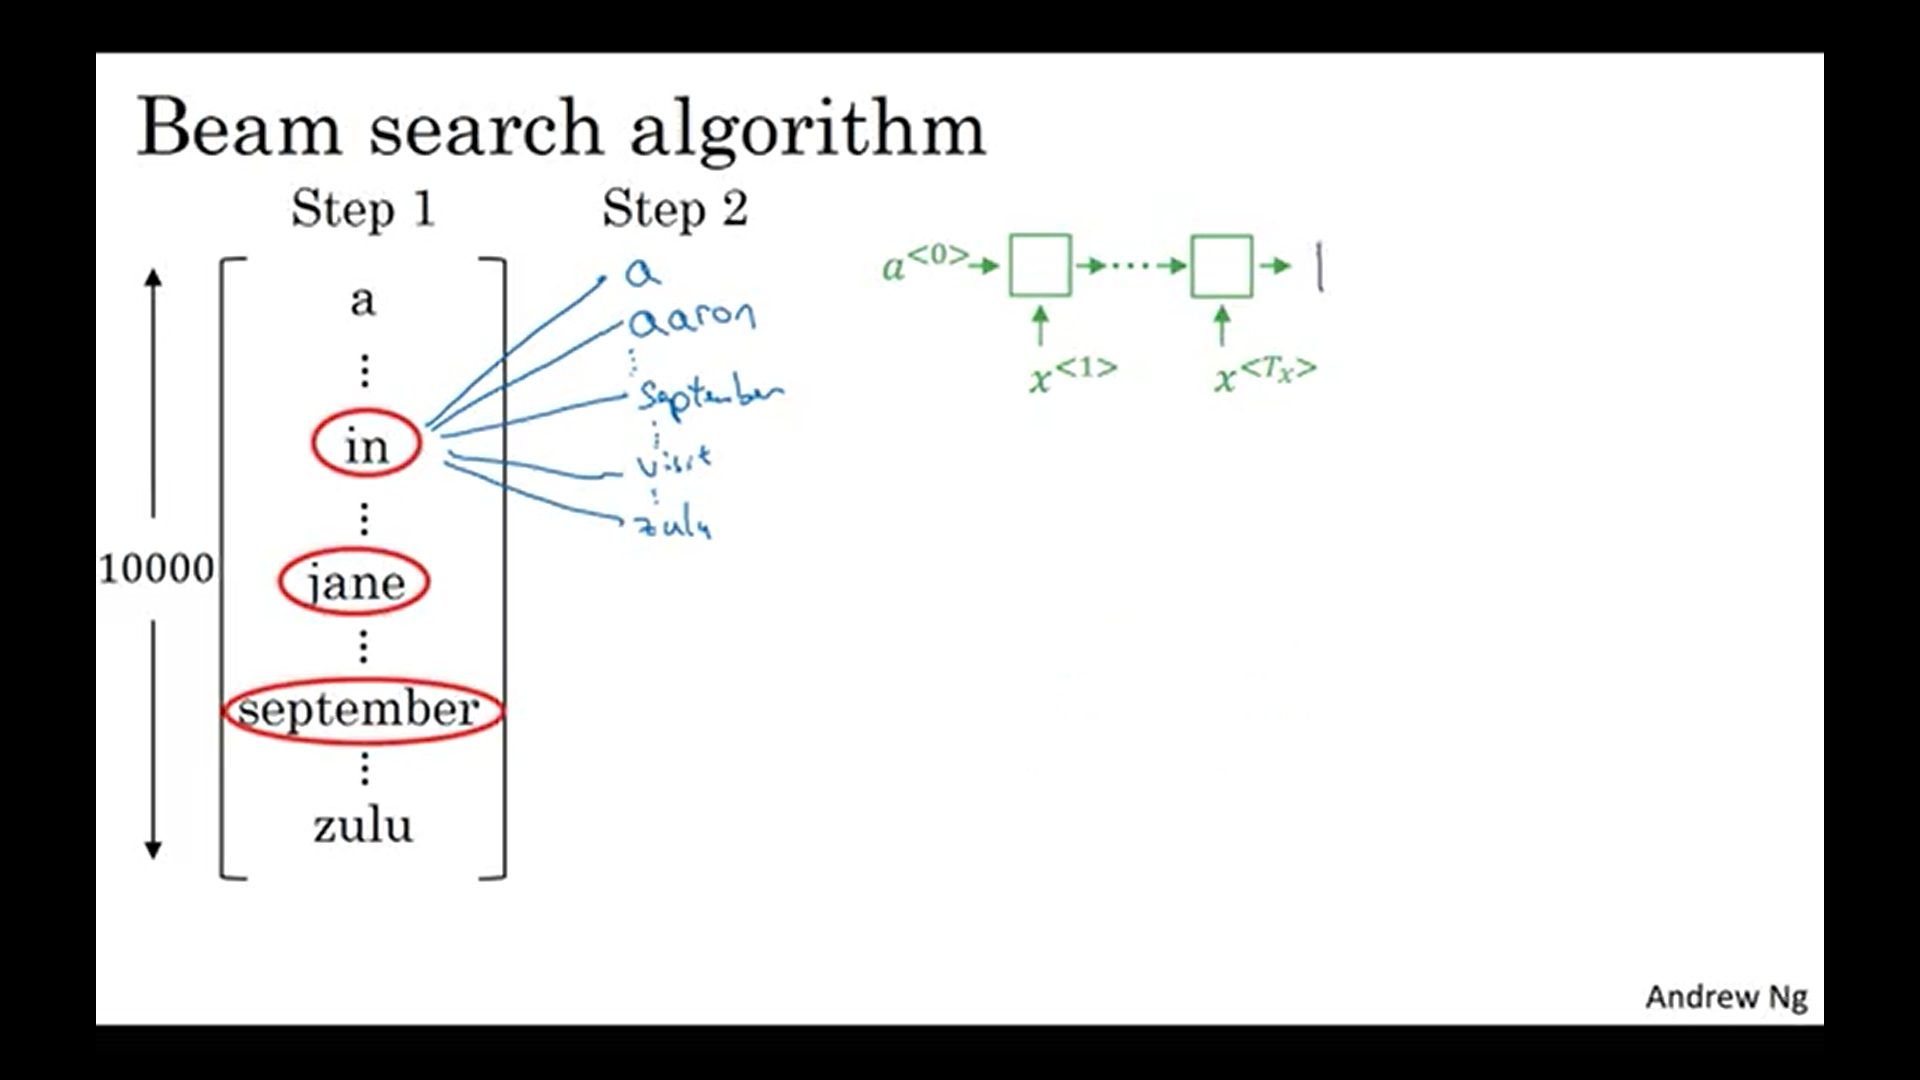 Beam search algorithm
Step 1
Step 2
a
⋮
in
⋮
jane
⋮
september
⋮
zulu
10000
a
aaron
⋮
September
⋮
visit
⋮
zulu
a<0> → → ⋯ → →
x<1>
x<Tx>
Andrew Ng